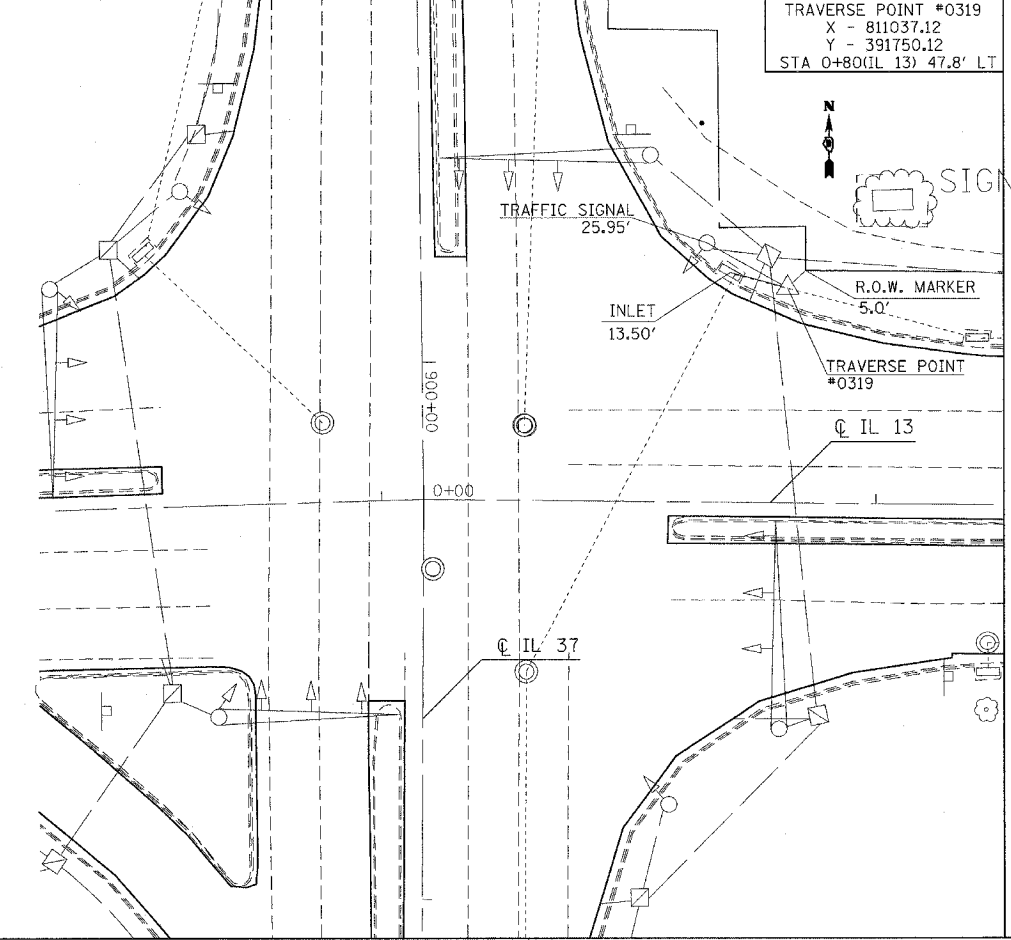 TRAVERSE POINT #0319
X - 811037.12
Y - 391750.12
STA 0+80(IL 13) 47.8' LT
N
SIGN
TRAFFIC SIGNAL
25.95'
R.O.W. MARKER
5.0'
INLET
13.50'
TRAVERSE POINT
#0319
900+00
℄ IL 13
0+00
℄ IL 37